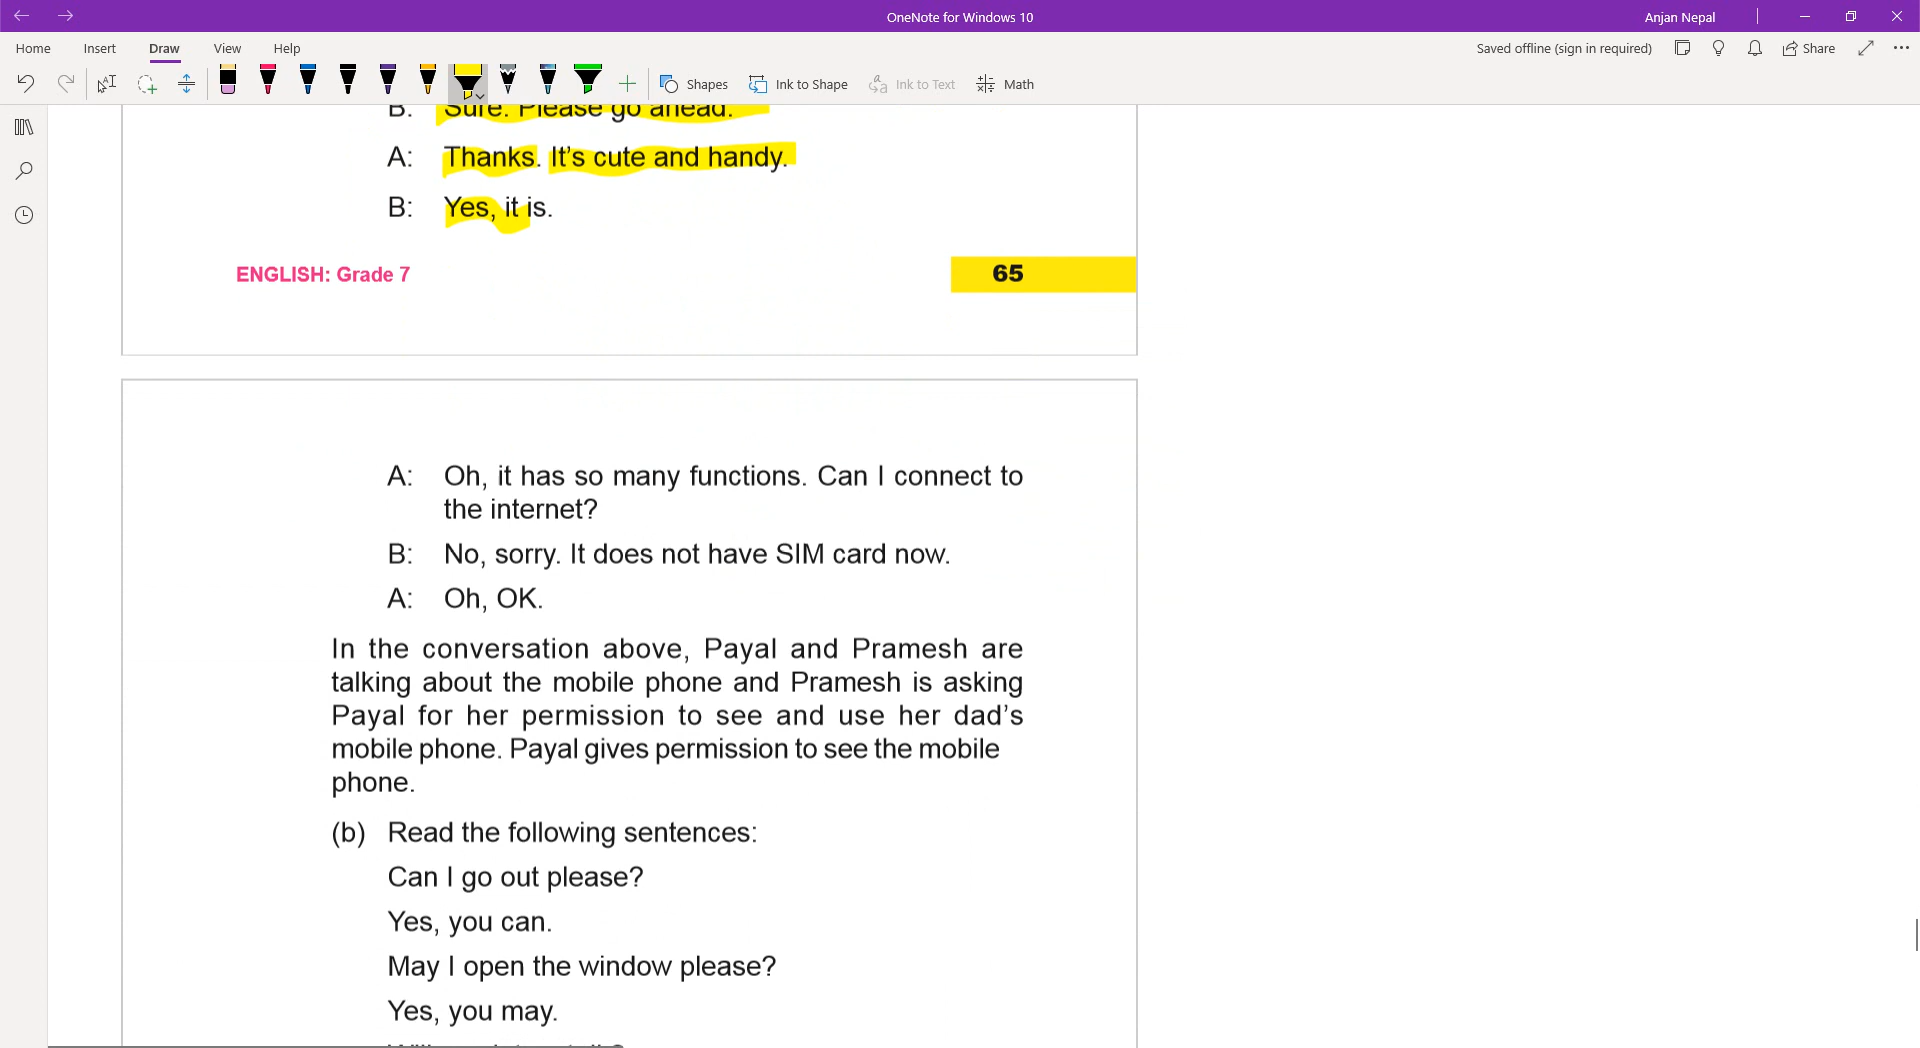 OneNote for Windows 10
Anjan Nepal
Home Insert Draw View Help
Saved offline (sign in required) Share
Shapes Ink to Shape Ink to Text Math
B: Sure. Please go ahead.
A: Thanks. It's cute and handy.
B: Yes, it is.
ENGLISH: Grade 7 65
A: Oh, it has so many functions. Can I connect to
the internet?
B: No, sorry. It does not have SIM card now.
A: Oh, OK.
In the conversation above, Payal and Pramesh are
talking about the mobile phone and Pramesh is asking
Payal for her permission to see and use her dad's
mobile phone. Payal gives permission to see the mobile
phone.
(b) Read the following sentences:
Can I go out please?
Yes, you can.
May I open the window please?
Yes, you may.